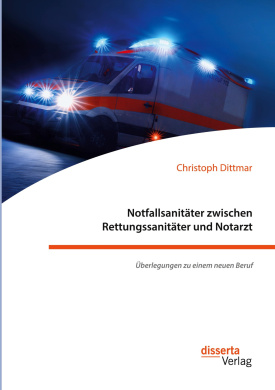 Christoph Dittmar
Notfallsanitäter zwischen
Rettungssanitäter und Notarzt
Überlegungen zu einem neuen Beruf
disserta
Verlag